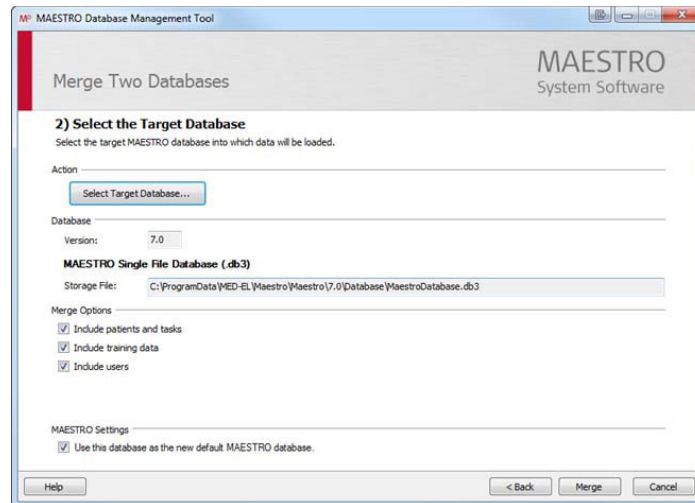 MAESTRO Database Management Tool
Merge Two Databases
MAESTRO
System Software
2) Select the Target Database
Select the target MAESTRO database into which data will be loaded.
Action
Select Target Database...
Database
Version: 7.0
MAESTRO Single File Database (.db3)
Storage File: C:\ProgramData\MED-EL\Maestro\Maestro\7.0\Database\MaestroDatabase.db3
Merge Options
Include patients and tasks
Include training data
Include users
MAESTRO Settings
Use this database as the new default MAESTRO database.
Help < Back Merge Cancel